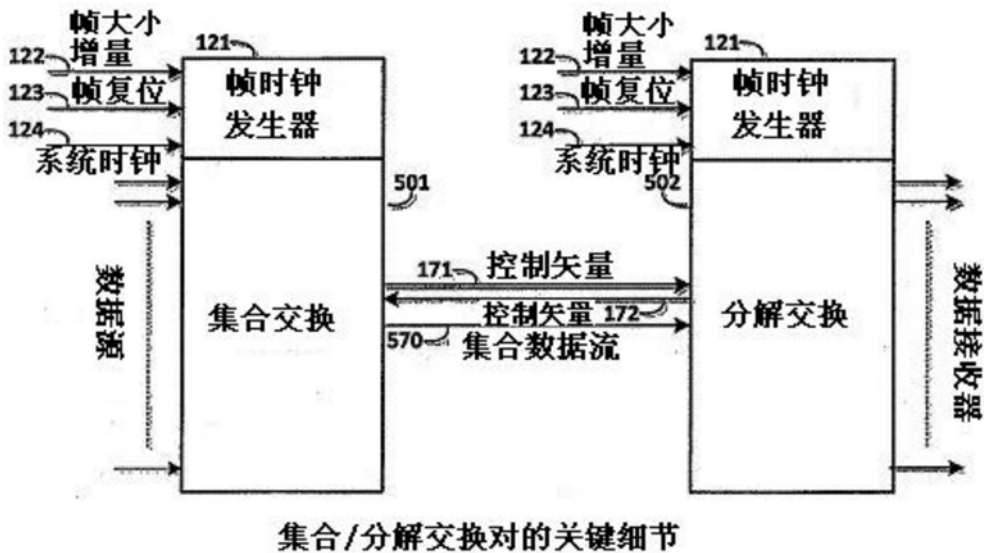 帧大小
增量
122
121
帧时钟
发生器
123
帧复位
124
系统时钟
帧大小
增量
122
121
帧时钟
发生器
123
帧复位
124
系统时钟
501
502
数据源
集合交换
171
控制矢量
控制矢量
172
570
集合数据流
分解交换
数据接收器
集合/分解交换对的关键细节